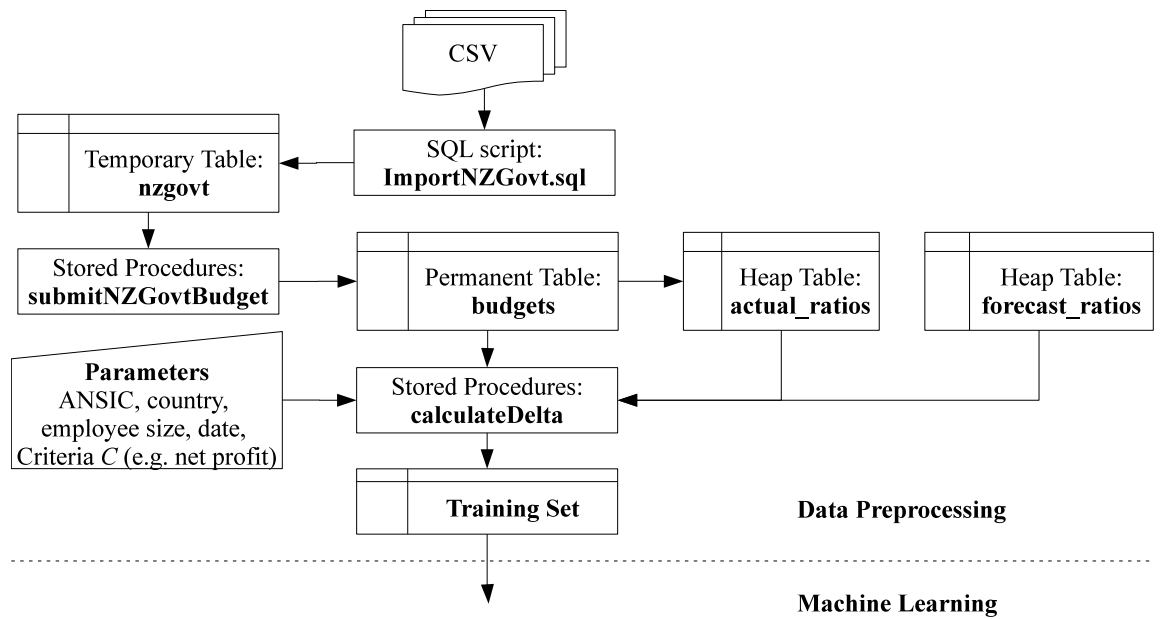 CSV
SQL script:
ImportNZGovt.sql
Temporary Table:
nzgovt
Stored Procedures:
submitNZGovtBudget
Permanent Table:
budgets
Heap Table:
actual_ratios
Heap Table:
forecast_ratios
Parameters
ANSIC, country,
employee size, date,
Criteria C (e.g. net profit)
Stored Procedures:
calculateDelta
Training Set
Data Preprocessing
Machine Learning